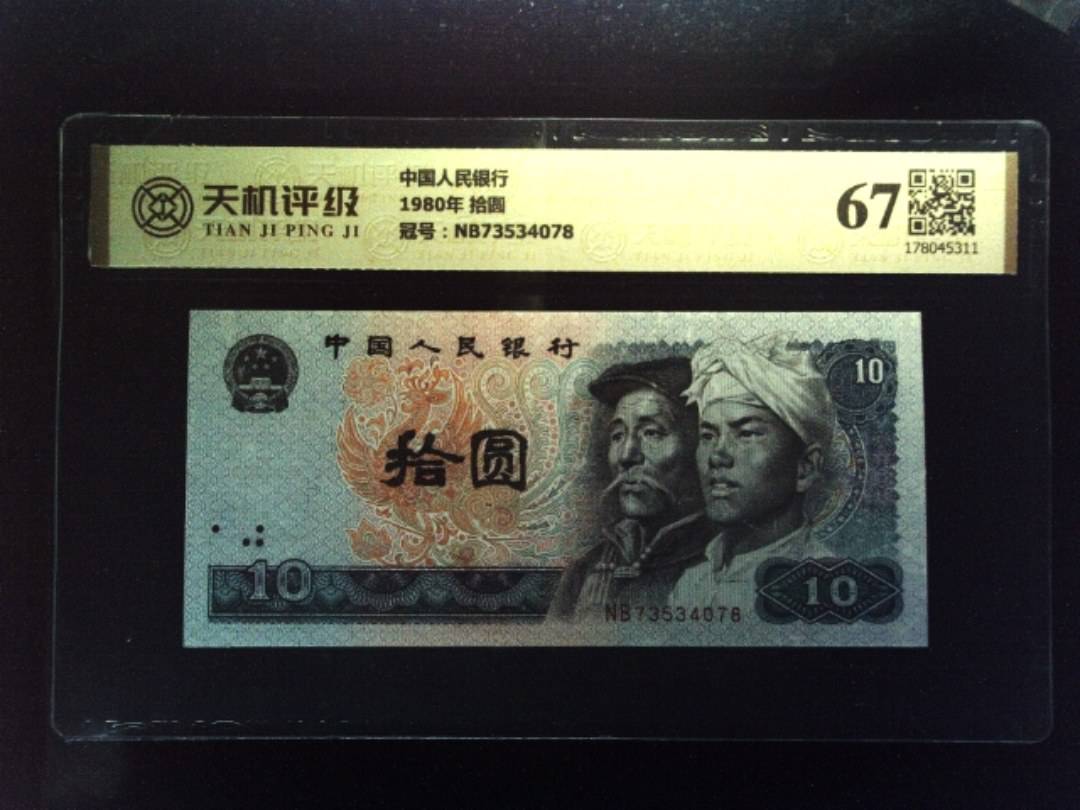 天机评级
TIAN JI PING JI
中国人民银行
1980年 拾圆
冠号：NB73534078
67
178045311
中国人民银行
10
拾圆
10
10
NB73534078